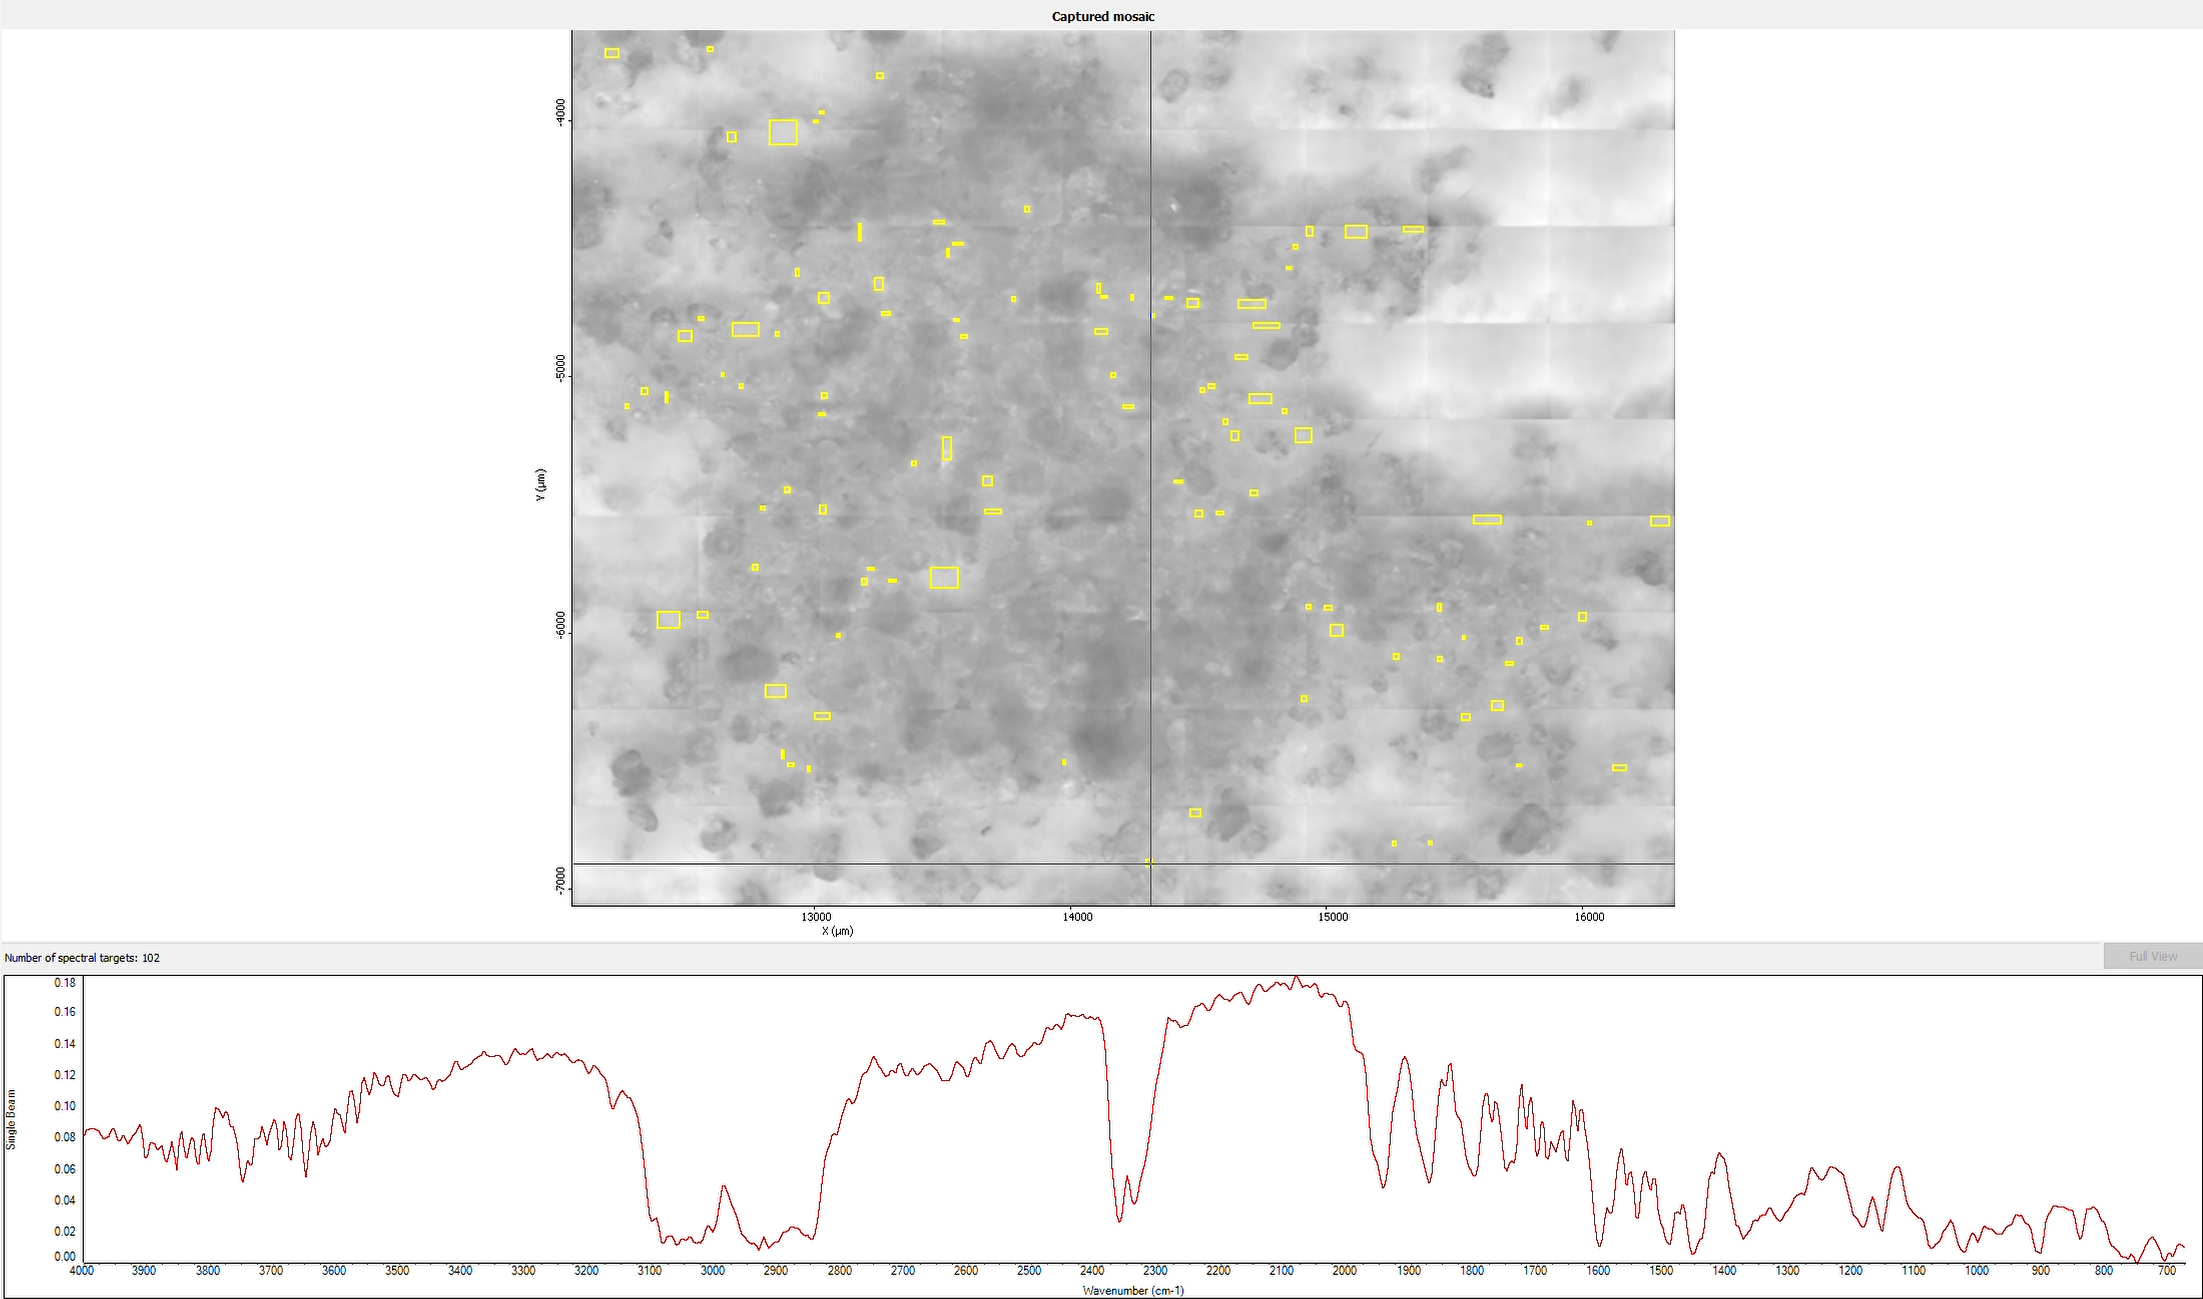 Captured mosaic
-4000
-5000
-6000
-7000
Y (µm)
13000 14000 15000 16000
X (µm)
Number of spectral targets: 102
Full View
0.18
0.16
0.14
0.12
0.10
0.08
0.06
0.04
0.02
0.00
Single Beam
4000 3900 3800 3700 3600 3500 3400 3300 3200 3100 3000 2900 2800 2700 2600 2500 2400 2300 2200 2100 2000 1900 1800 1700 1600 1500 1400 1300 1200 1100 1000 900 800 700
Wavenumber (cm-1)